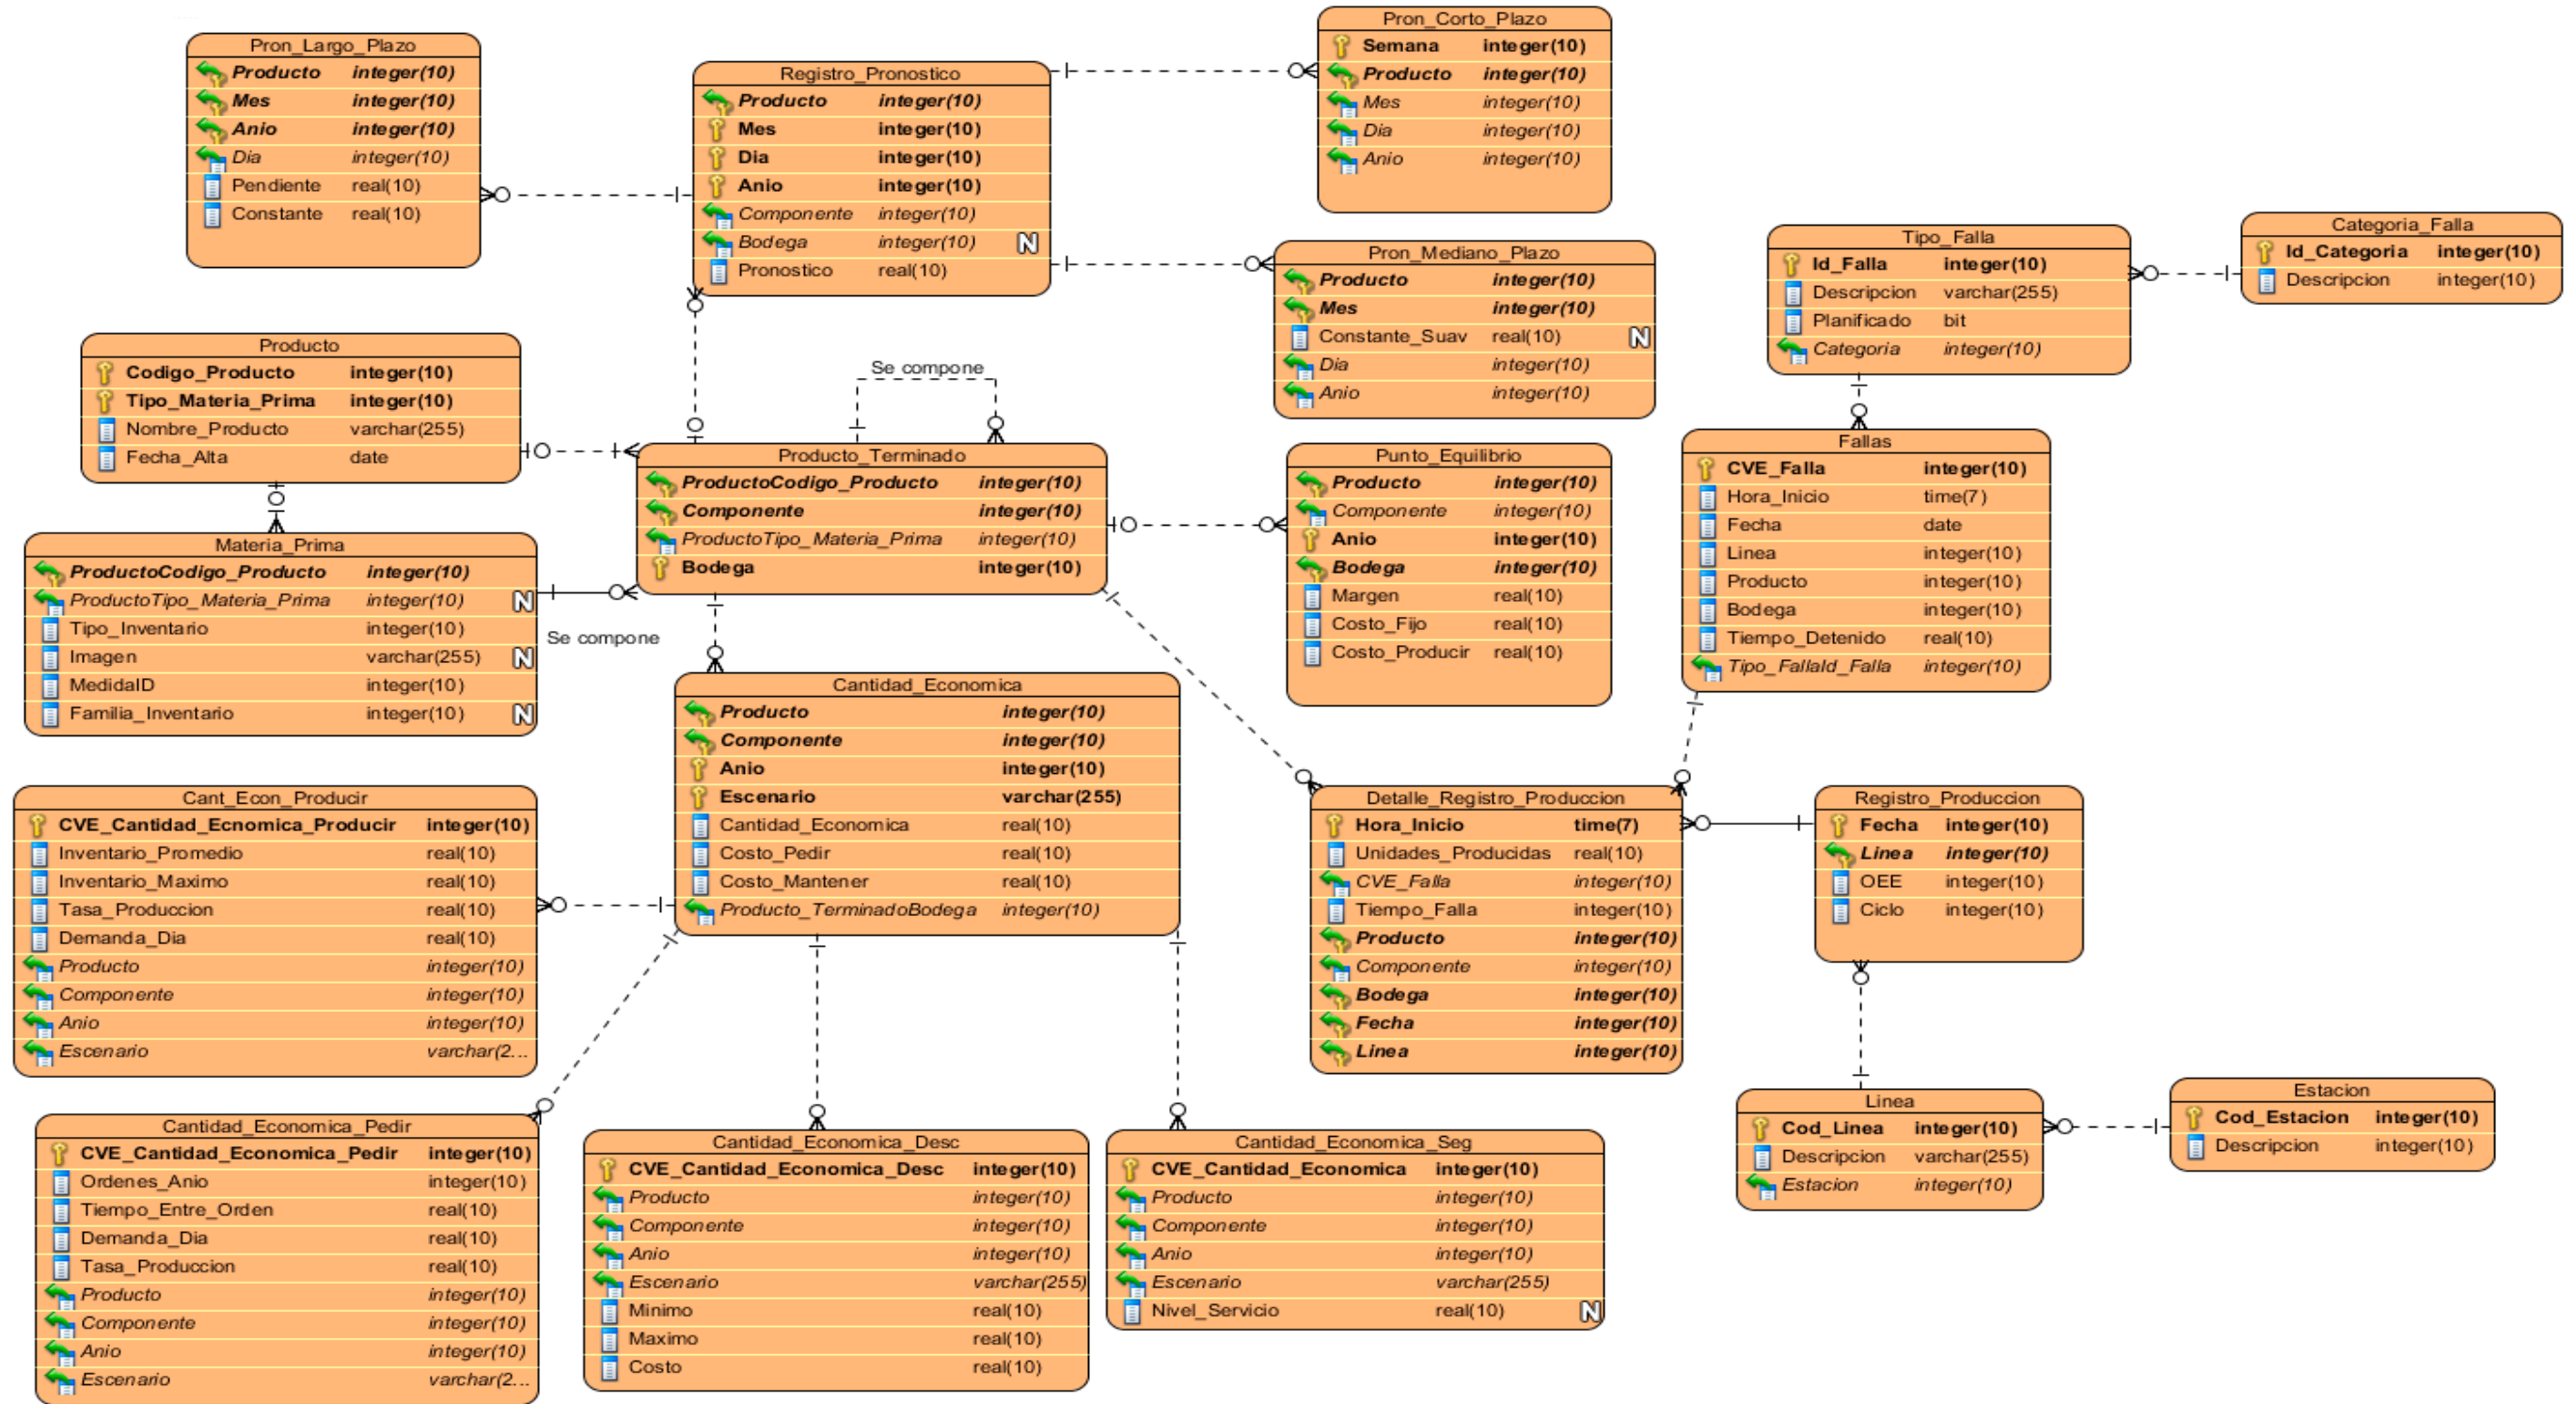 Pron_Largo_Plazo
Producto integer(10)
Mes integer(10)
Anio integer(10)
Dia integer(10)
Pendiente real(10)
Constante real(10)
Registro_Pronostico
Producto integer(10)
Mes integer(10)
Dia integer(10)
Anio integer(10)
Componente integer(10)
Bodega integer(10) N
Pronostico real(10)
Pron_Corto_Plazo
Semana integer(10)
Producto integer(10)
Mes integer(10)
Dia integer(10)
Anio integer(10)
Pron_Mediano_Plazo
Producto integer(10)
Mes integer(10)
Constante_Suav real(10) N
Dia integer(10)
Anio integer(10)
Tipo_Falla
Id_Falla integer(10)
Descripcion varchar(255)
Planificado bit
Categoria integer(10)
Categoria_Falla
Id_Categoria integer(10)
Descripcion integer(10)
Producto
Codigo_Producto integer(10)
Tipo_Materia_Prima integer(10)
Nombre_Producto varchar(255)
Fecha_Alta date
Se compone
Producto_Terminado
ProductoCodigo_Producto integer(10)
Componente integer(10)
ProductoTipo_Materia_Prima integer(10)
Bodega integer(10)
Punto_Equilibrio
Producto integer(10)
Componente integer(10)
Anio integer(10)
Bodega integer(10)
Margen real(10)
Costo_Fijo real(10)
Costo_Producir real(10)
Fallas
CVE_Falla integer(10)
Hora_Inicio time(7)
Fecha date
Linea integer(10)
Producto integer(10)
Bodega integer(10)
Tiempo_Detenido real(10)
Tipo_FallaId_Falla integer(10)
Materia_Prima
ProductoCodigo_Producto integer(10)
ProductoTipo_Materia_Prima integer(10) N
Tipo_Inventario integer(10)
Imagen varchar(255) N
MedidaID integer(10)
Familia_Inventario integer(10) N
Se compone
Cantidad_Economica
Producto integer(10)
Componente integer(10)
Anio integer(10)
Escenario varchar(255)
Cantidad_Economica real(10)
Costo_Pedir real(10)
Costo_Mantener real(10)
Producto_TerminadoBodega integer(10)
Cant_Econ_Producir
CVE_Cantidad_Ecnomica_Producir integer(10)
Inventario_Promedio real(10)
Inventario_Maximo real(10)
Tasa_Produccion real(10)
Demanda_Dia real(10)
Producto integer(10)
Componente integer(10)
Anio integer(10)
Escenario varchar(2...
Detalle_Registro_Produccion
Hora_Inicio time(7)
Unidades_Producidas real(10)
CVE_Falla integer(10)
Tiempo_Falla integer(10)
Producto integer(10)
Componente integer(10)
Bodega integer(10)
Fecha integer(10)
Linea integer(10)
Registro_Produccion
Fecha integer(10)
Linea integer(10)
OEE integer(10)
Ciclo integer(10)
Cantidad_Economica_Pedir
CVE_Cantidad_Economica_Pedir integer(10)
Ordenes_Anio integer(10)
Tiempo_Entre_Orden real(10)
Demanda_Dia real(10)
Tasa_Produccion real(10)
Producto integer(10)
Componente integer(10)
Anio integer(10)
Escenario varchar(2...
Cantidad_Economica_Desc
CVE_Cantidad_Economica_Desc integer(10)
Producto integer(10)
Componente integer(10)
Anio integer(10)
Escenario varchar(255)
Minimo real(10)
Maximo real(10)
Costo real(10)
Cantidad_Economica_Seg
CVE_Cantidad_Economica integer(10)
Producto integer(10)
Componente integer(10)
Anio integer(10)
Escenario varchar(255)
Nivel_Servicio real(10) N
Linea
Cod_Linea integer(10)
Descripcion varchar(255)
Estacion integer(10)
Estacion
Cod_Estacion integer(10)
Descripcion integer(10)